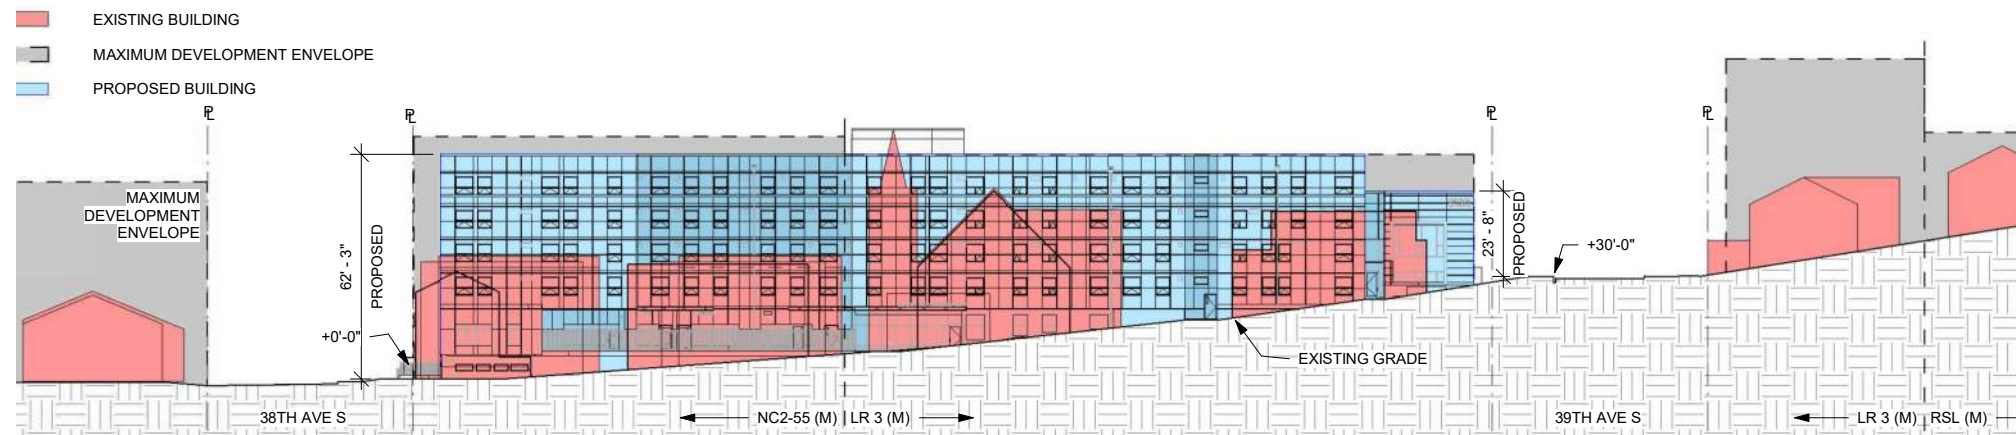 EXISTING BUILDING
MAXIMUM DEVELOPMENT ENVELOPE
PROPOSED BUILDING
PL
PL
PL
PL
MAXIMUM
DEVELOPMENT
ENVELOPE
62' - 3"
PROPOSED
+0'-0"
23' - 8"
PROPOSED
+30'-0"
EXISTING GRADE
38TH AVE S
NC2-55 (M)
LR 3 (M)
39TH AVE S
LR 3 (M)
RSL (M)